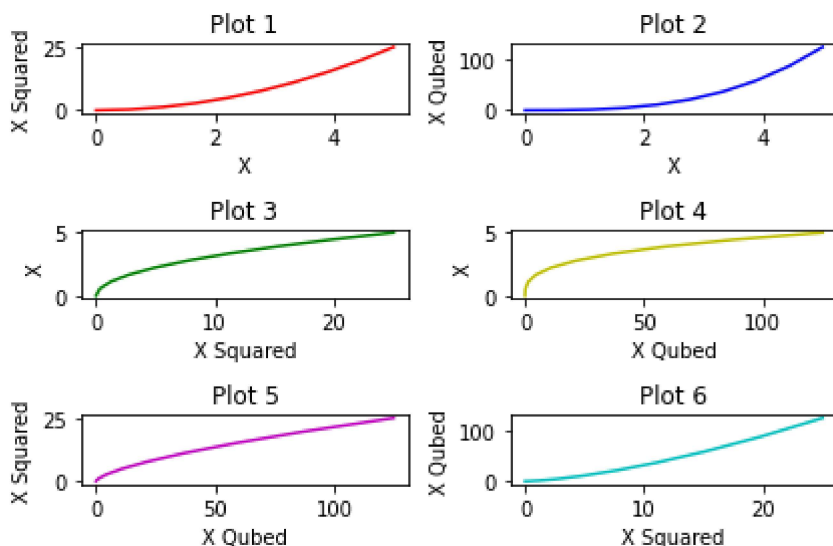 Plot 1
25
X Squared
0
0 2 4
X
Plot 2
100
X Qubed
0
0 2 4
X
Plot 3
5
X
0
0 10 20
X Squared
Plot 4
5
X
0
0 50 100
X Qubed
Plot 5
25
X Squared
0
0 50 100
X Qubed
Plot 6
100
X Qubed
0
0 10 20
X Squared